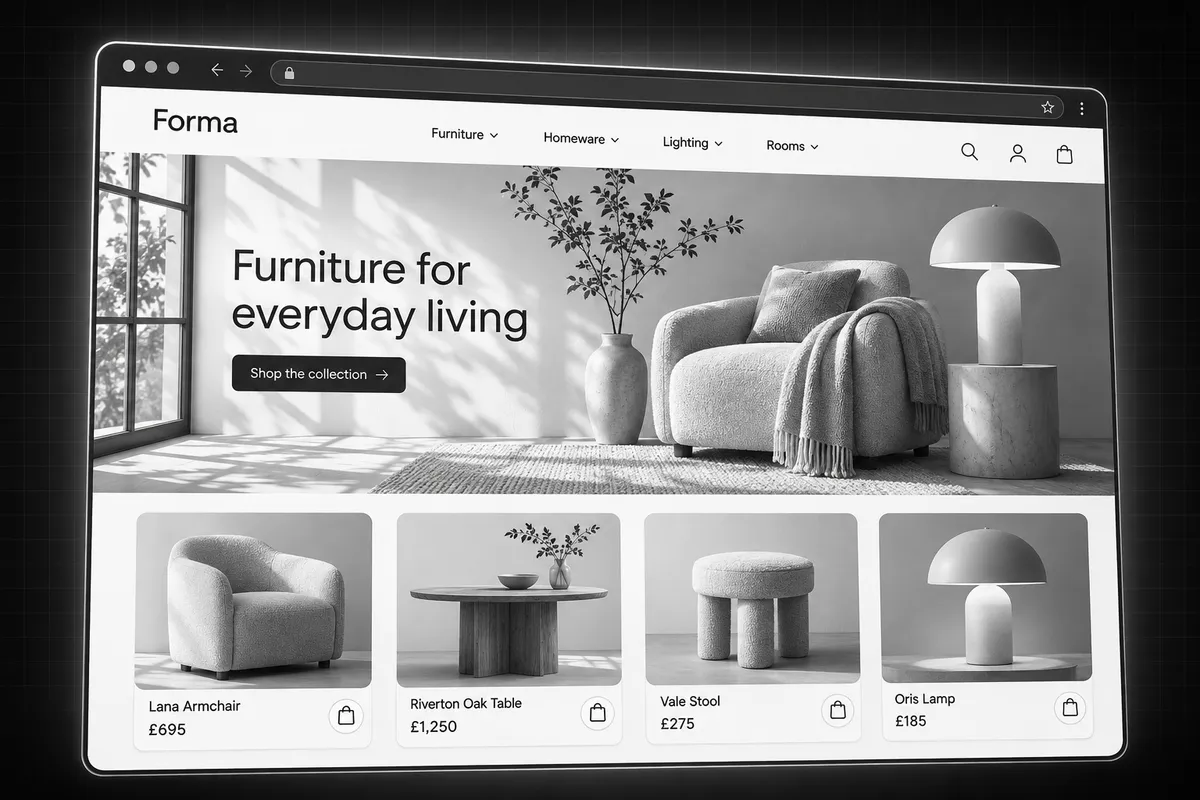 Forma
Furniture
Homeware
Lighting
Rooms
Furniture for
everyday living
Shop the collection →
Lana Armchair
£695
Riverton Oak Table
£1,250
Vale Stool
£275
Oris Lamp
£185